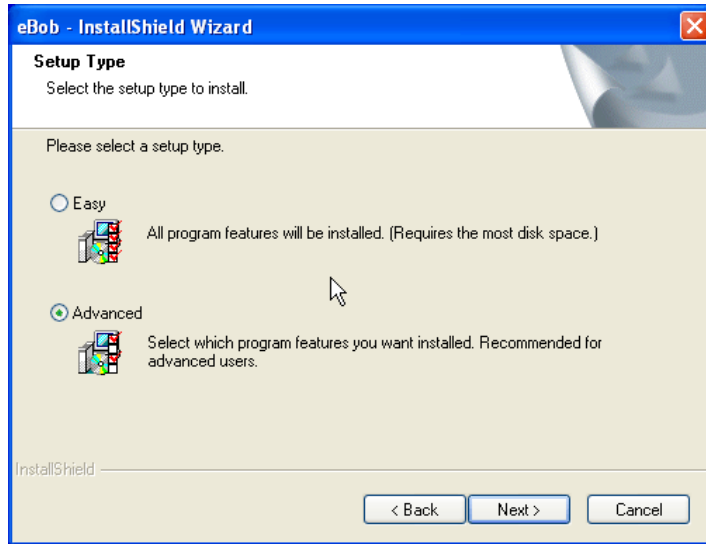 eBob - InstallShield Wizard
Setup Type
Select the setup type to install.
Please select a setup type.
Easy
All program features will be installed. (Requires the most disk space.)
Advanced
Select which program features you want installed. Recommended for
advanced users.
InstallShield
< Back
Next >
Cancel